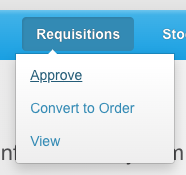 Requisitions
Approve
Convert to Order
View